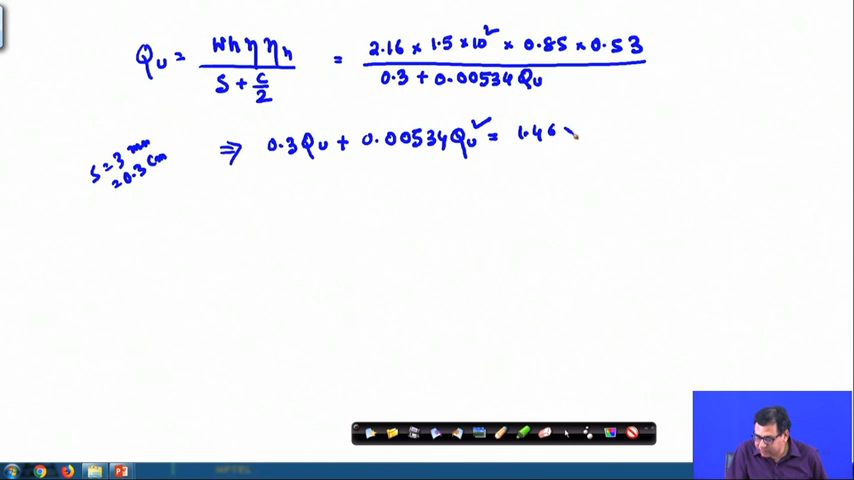 Qu = Wh η ηh / (S + C/2) = 2.16 × 1.5 × 10² × 0.85 × 0.53 / (0.3 + 0.00534 Qu)
⇒ 0.3 Qu + 0.00534 Qu² = 1.46
S = 3 mm
= 0.3 cm